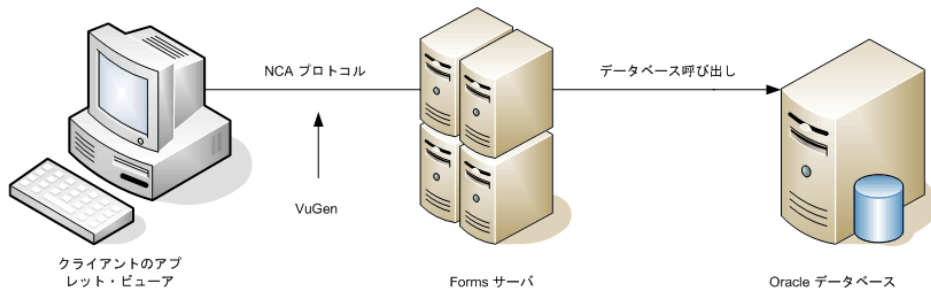 NCA プロトコル
データベース呼び出し
VuGen
クライアントのアプ
レット・ビューア
Forms サーバ
Oracle データベース